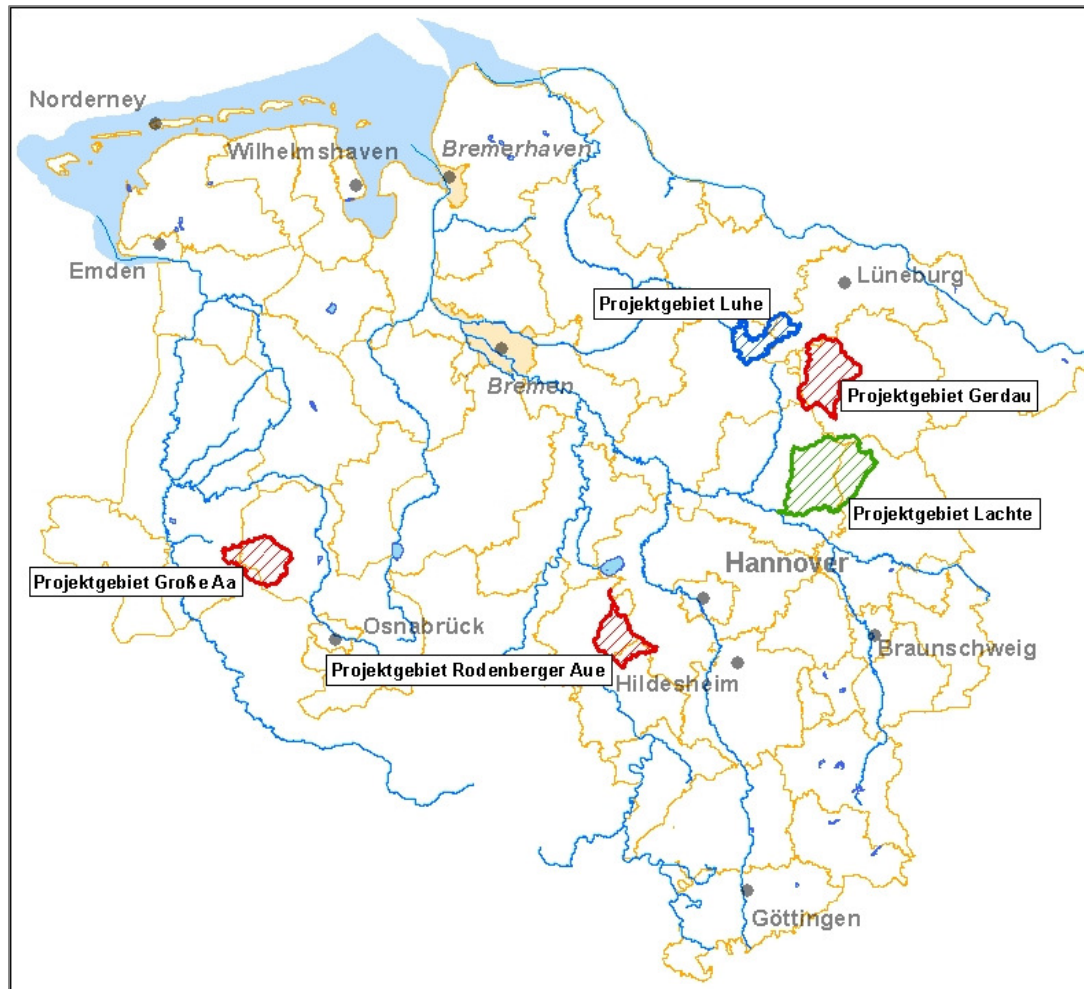 Norderney
Wilhelmshaven
Bremerhaven
Emden
Lüneburg
Projektgebiet Luhe
Bremen
Projektgebiet Gerdau
Projektgebiet Lachte
Hannover
Projektgebiet Große Aa
Osnabrück
Braunschweig
Projektgebiet Rodenberger Aue
Hildesheim
Göttingen